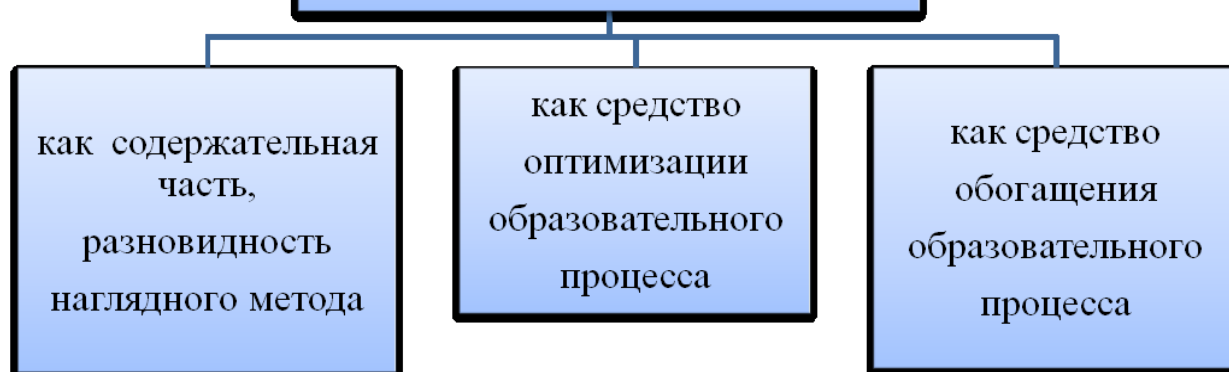 как содержательная
часть,
разновидность
наглядного метода
как средство
оптимизации
образовательного
процесса
как средство
обогащения
образовательного
процесса